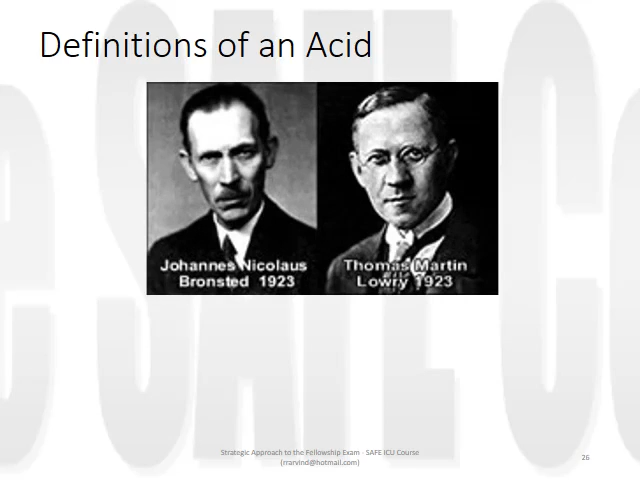 Definitions of an Acid
Johannes Nicolaus
Bronsted 1923
Thomas Martin
Lowry 1923
Strategic Approach to the Fellowship Exam - SAFE ICU Course
(rrarvind@hotmail.com)
26